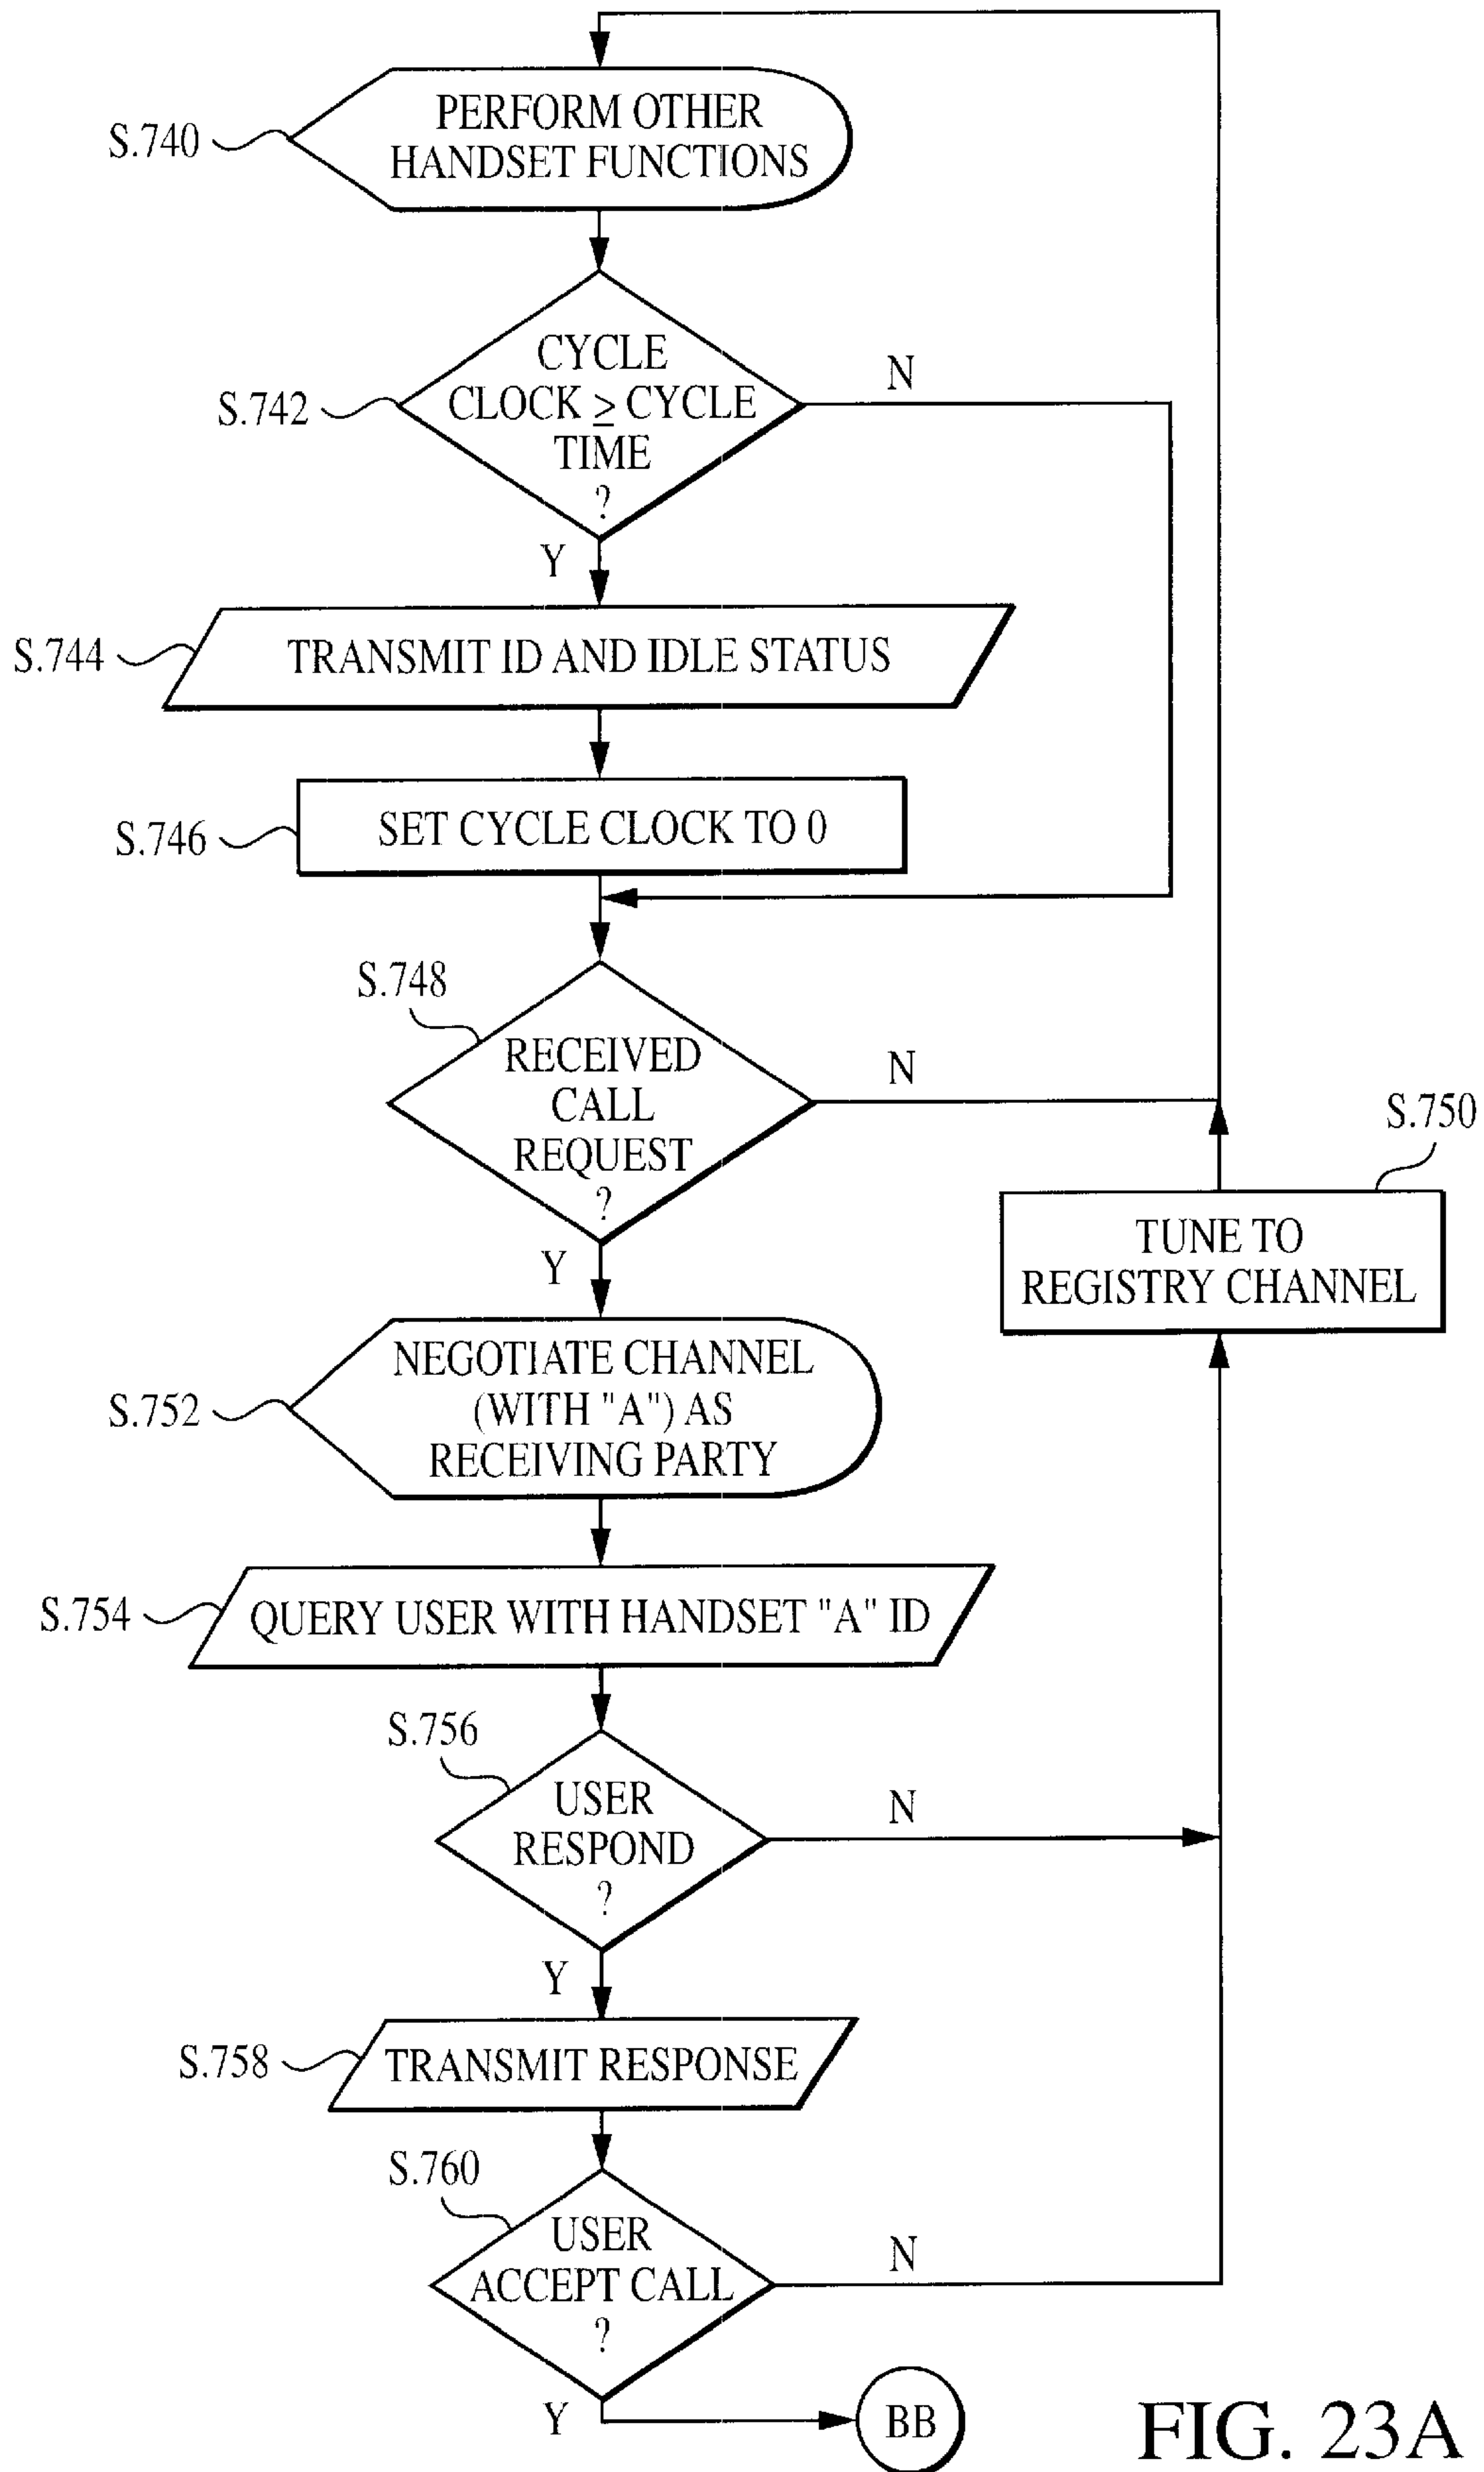 S.740
PERFORM OTHER
HANDSET FUNCTIONS
S.742
CYCLE
CLOCK ≥ CYCLE
TIME
?
N
Y
S.744
TRANSMIT ID AND IDLE STATUS
S.746
SET CYCLE CLOCK TO 0
S.748
RECEIVED
CALL
REQUEST
?
N
Y
S.750
TUNE TO
REGISTRY CHANNEL
S.752
NEGOTIATE CHANNEL
(WITH "A") AS
RECEIVING PARTY
S.754
QUERY USER WITH HANDSET "A" ID
S.756
USER
RESPOND
?
N
Y
S.758
TRANSMIT RESPONSE
S.760
USER
ACCEPT CALL
?
N
Y
BB
FIG. 23A